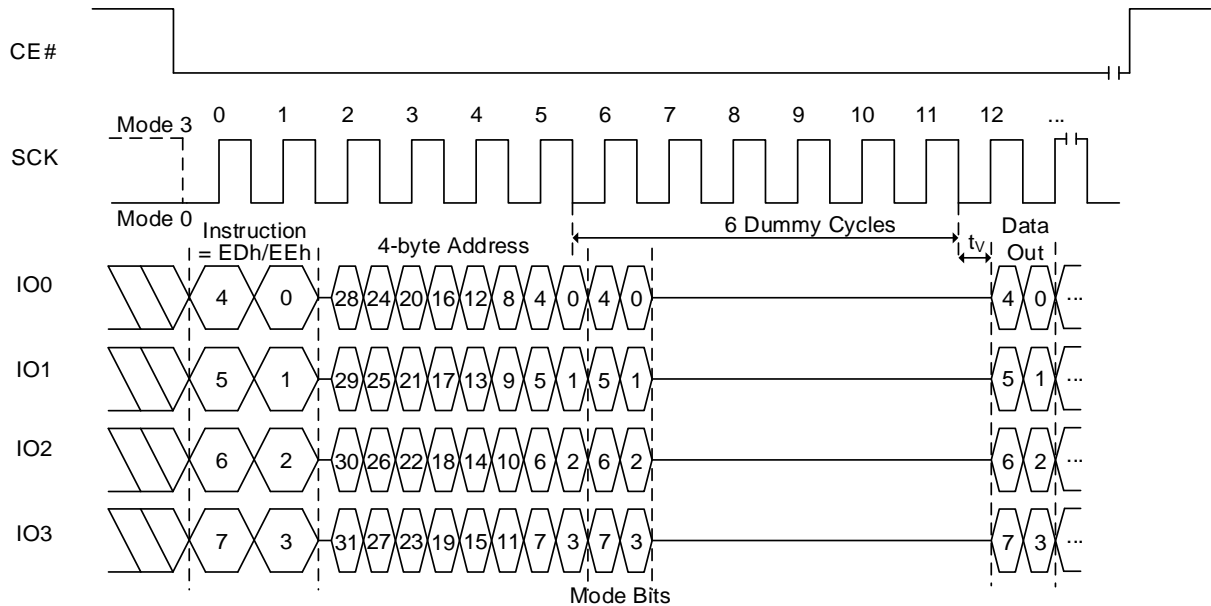 CE#
0 1 2 3 4 5 6 7 8 9 10 11 12 ...
Mode 3
SCK
Mode 0
Instruction
= EDh/EEh
4-byte Address
6 Dummy Cycles
tV
Data
Out
IO0 4 0 28 24 20 16 12 8 4 0 4 0 4 0 ...
IO1 5 1 29 25 21 17 13 9 5 1 5 1 5 1 ...
IO2 6 2 30 26 22 18 14 10 6 2 6 2 6 2 ...
IO3 7 3 31 27 23 19 15 11 7 3 7 3 7 3 ...
Mode Bits